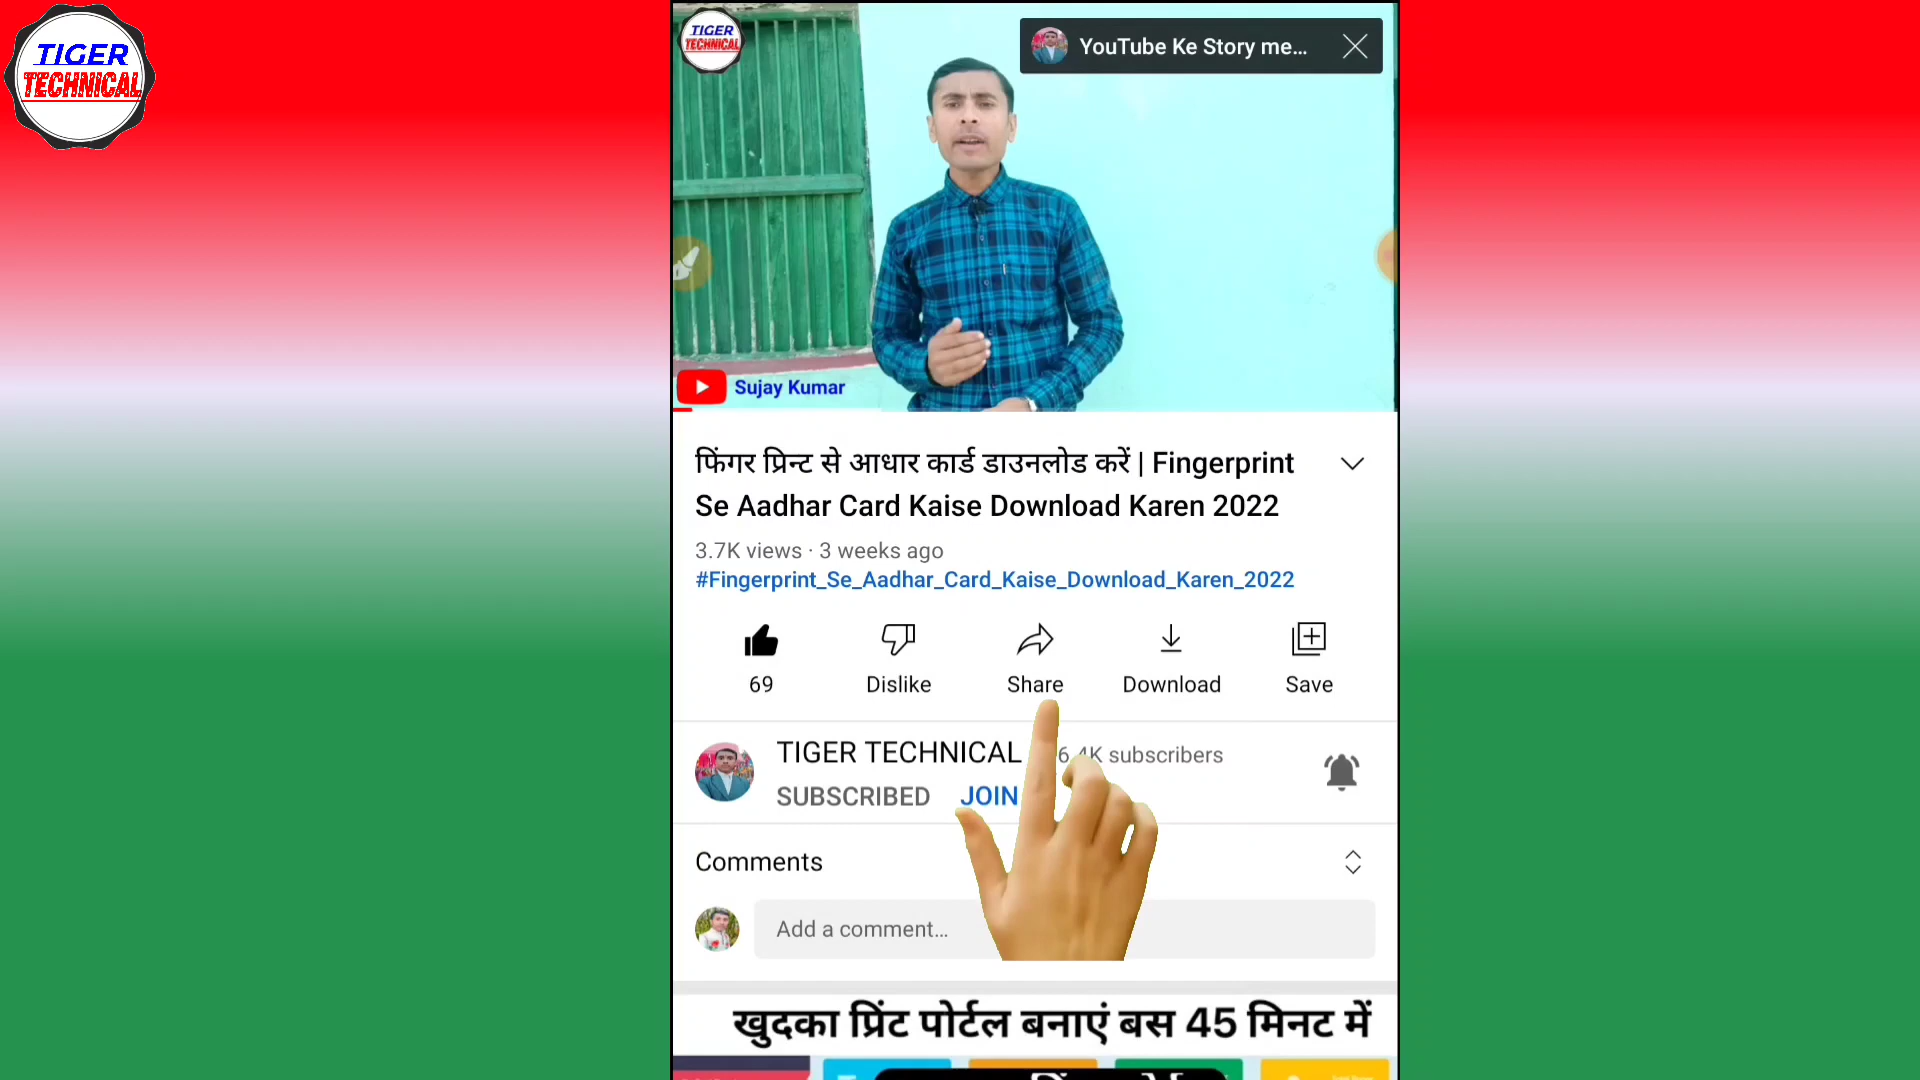 TIGER
TECHNICAL
TIGER
TECHNICAL
YouTube Ke Story me...
Sujay Kumar
फिंगर प्रिन्ट से आधार कार्ड डाउनलोड करें | Fingerprint
Se Aadhar Card Kaise Download Karen 2022
3.7K views · 3 weeks ago
#Fingerprint_Se_Aadhar_Card_Kaise_Download_Karen_2022
69 Dislike Share Download Save
TIGER TECHNICAL 6.4K subscribers
SUBSCRIBED JOIN
Comments
Add a comment...
खुदका प्रिंट पोर्टल बनाएं बस 45 मिनट में